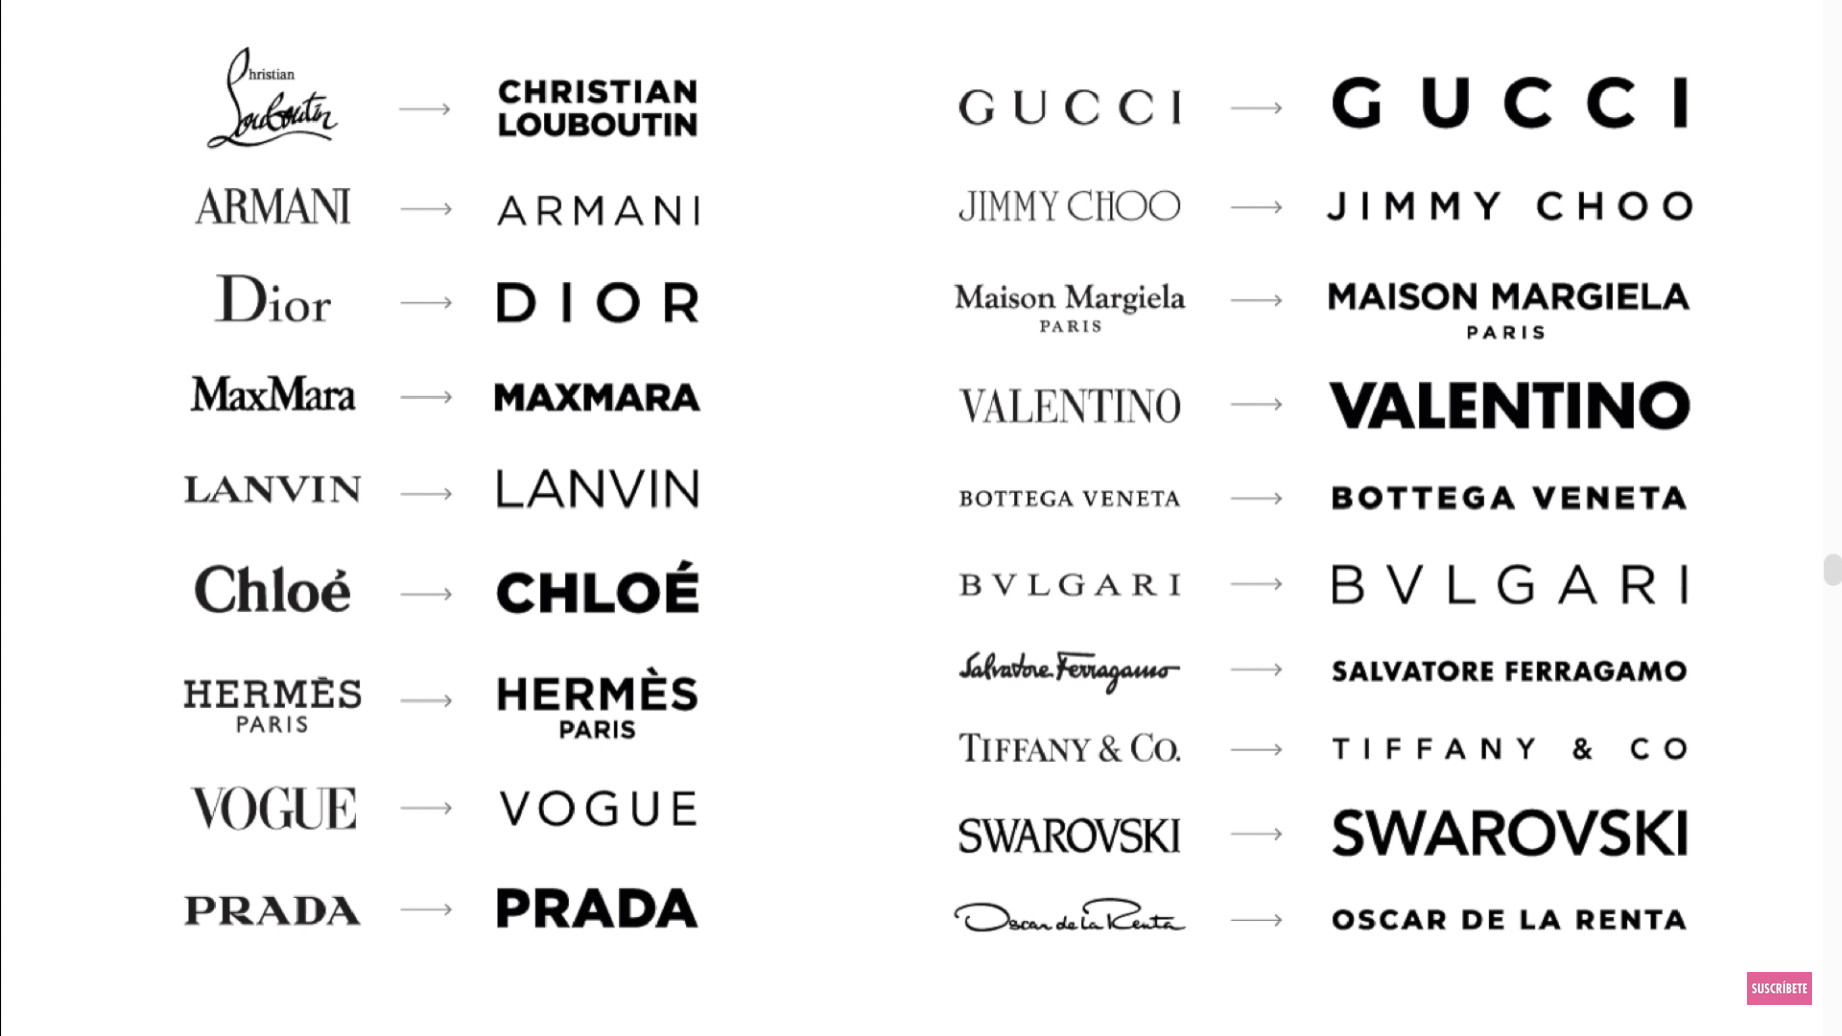 Christian
Louboutin
CHRISTIAN
LOUBOUTIN
ARMANI
ARMANI
Dior
DIOR
MaxMara
MAXMARA
LANVIN
LANVIN
Chloé
CHLOÉ
HERMÈS
PARIS
HERMÈS
PARIS
VOGUE
VOGUE
PRADA
PRADA
GUCCI
GUCCI
JIMMY CHOO
JIMMY CHOO
Maison Margiela
PARIS
MAISON MARGIELA
PARIS
VALENTINO
VALENTINO
BOTTEGA VENETA
BOTTEGA VENETA
BVLGARI
BVLGARI
Salvatore Ferragamo
SALVATORE FERRAGAMO
TIFFANY & CO.
TIFFANY & CO
SWAROVSKI
SWAROVSKI
Oscar de la Renta
OSCAR DE LA RENTA
SUSCRÍBETE